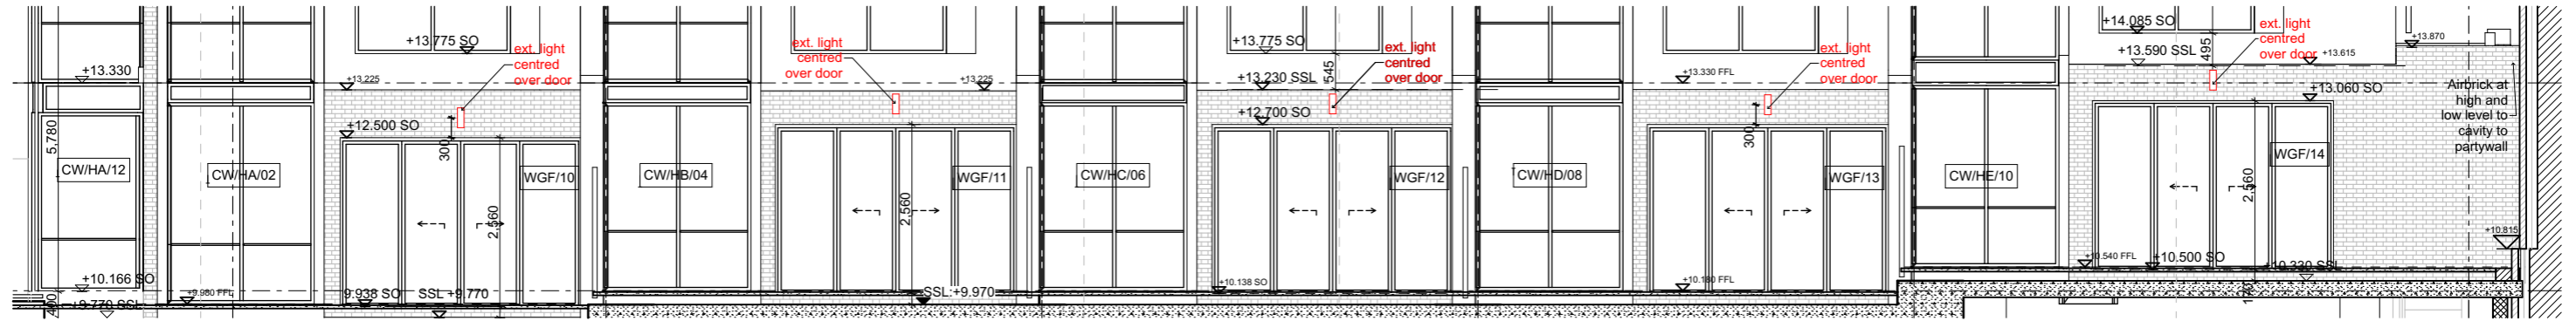 +13.330
5,780
CW/HA/12
+10.166 SO
400
+9.770 SSL
CW/HA/02
+9.980 FFL
+13.775 SO
ext. light
centred
over door
+13.225
+12.500 SO
300
WGF/10
2,560
9.938 SO
SSL +9.770
CW/HB/04
ext. light
centred
over door
+13.225
WGF/11
2,560
SSL:+9.970
CW/HC/06
+13.775 SO
545
ext. light
centred
over door
+13.230 SSL
+12.700 SO
WGF/12
+10.138 SO
CW/HD/08
ext. light
centred
over door
+13.330 FFL
300
WGF/13
+10.180 FFL
CW/HE/10
+14.085 SO
495
ext. light
centred
over door
+13.590 SSL
+13.615
+13.870
+13.060 SO
Airbrick at
high and
low level to
cavity to
partywall
WGF/14
2,560
+10.815
+10.540 FFL
+10.500 SO
+10.330 SSL